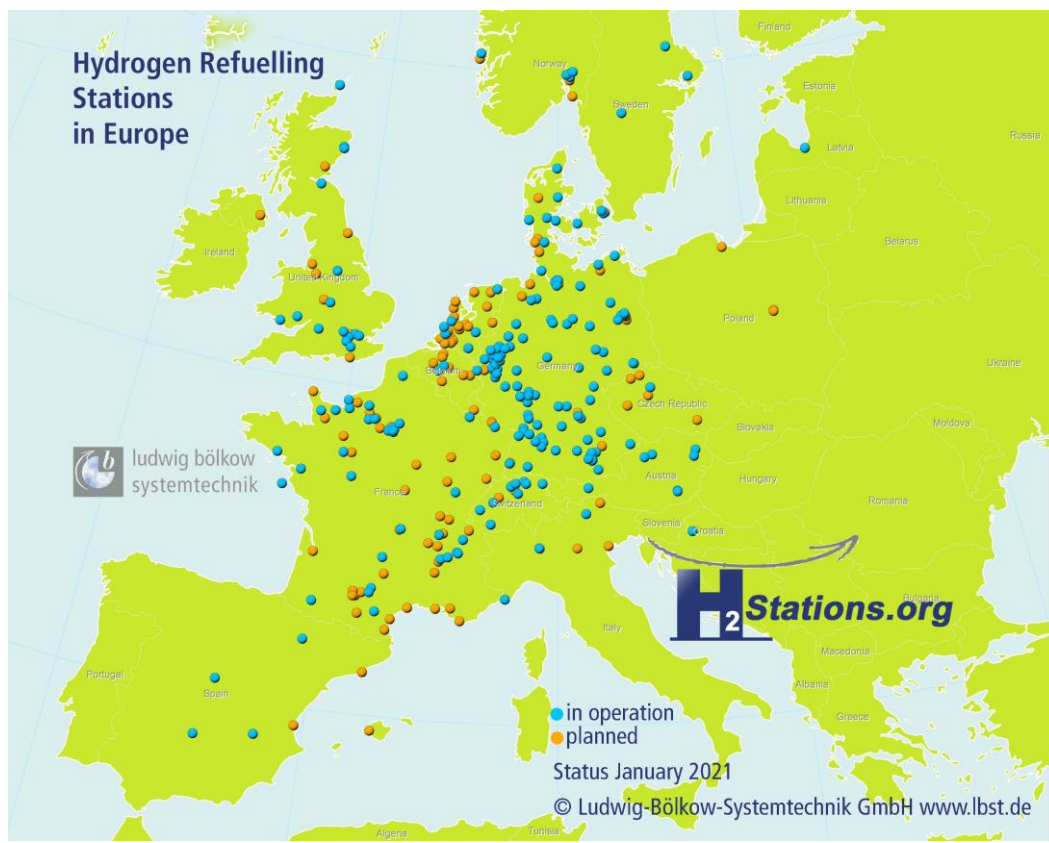 Hydrogen Refuelling
Stations
in Europe
Finland
Norway
Sweden
Estonia
Russia
Latvia
Lithuania
Belarus
Ireland
United Kingdom
Poland
Ukraine
Belgium
Germany
Czech Republic
Slovakia
Moldova
b
ludwig bölkow
systemtechnik
France
Austria
Hungary
Switzerland
Romania
Slovenia
Croatia
H2Stations.org
Bulgaria
Italy
Macedonia
Portugal
Spain
Albania
Greece
in operation
planned
Status January 2021
© Ludwig-Bölkow-Systemtechnik GmbH www.lbst.de
Algeria
Tunisia